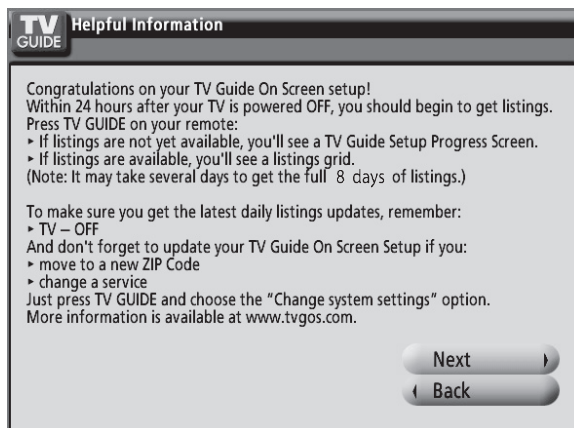 TV GUIDE Helpful Information
Congratulations on your TV Guide On Screen setup!
Within 24 hours after your TV is powered OFF, you should begin to get listings.
Press TV GUIDE on your remote:
▸ If listings are not yet available, you'll see a TV Guide Setup Progress Screen.
▸ If listings are available, you'll see a listings grid.
(Note: It may take several days to get the full 8 days of listings.)
To make sure you get the latest daily listings updates, remember:
▸ TV – OFF
And don't forget to update your TV Guide On Screen Setup if you:
▸ move to a new ZIP Code
▸ change a service
Just press TV GUIDE and choose the “Change system settings” option.
More information is available at www.tvgos.com.
Next
Back